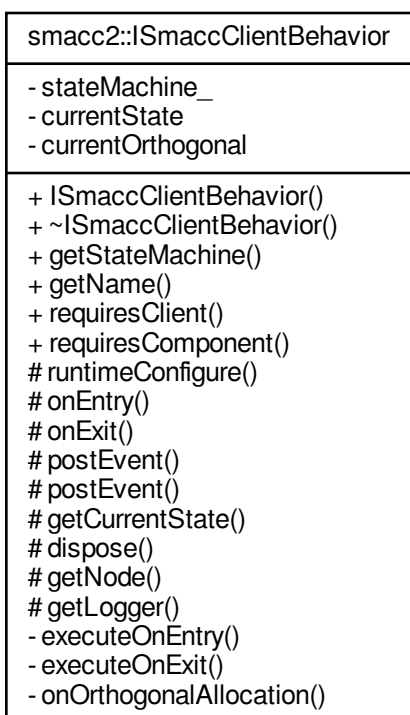 smacc2::ISmaccClientBehavior
- stateMachine_
- currentState
- currentOrthogonal
+ ISmaccClientBehavior()
+ ~ISmaccClientBehavior()
+ getStateMachine()
+ getName()
+ requiresClient()
+ requiresComponent()
# runtimeConfigure()
# onEntry()
# onExit()
# postEvent()
# postEvent()
# getCurrentState()
# dispose()
# getNode()
# getLogger()
- executeOnEntry()
- executeOnExit()
- onOrthogonalAllocation()